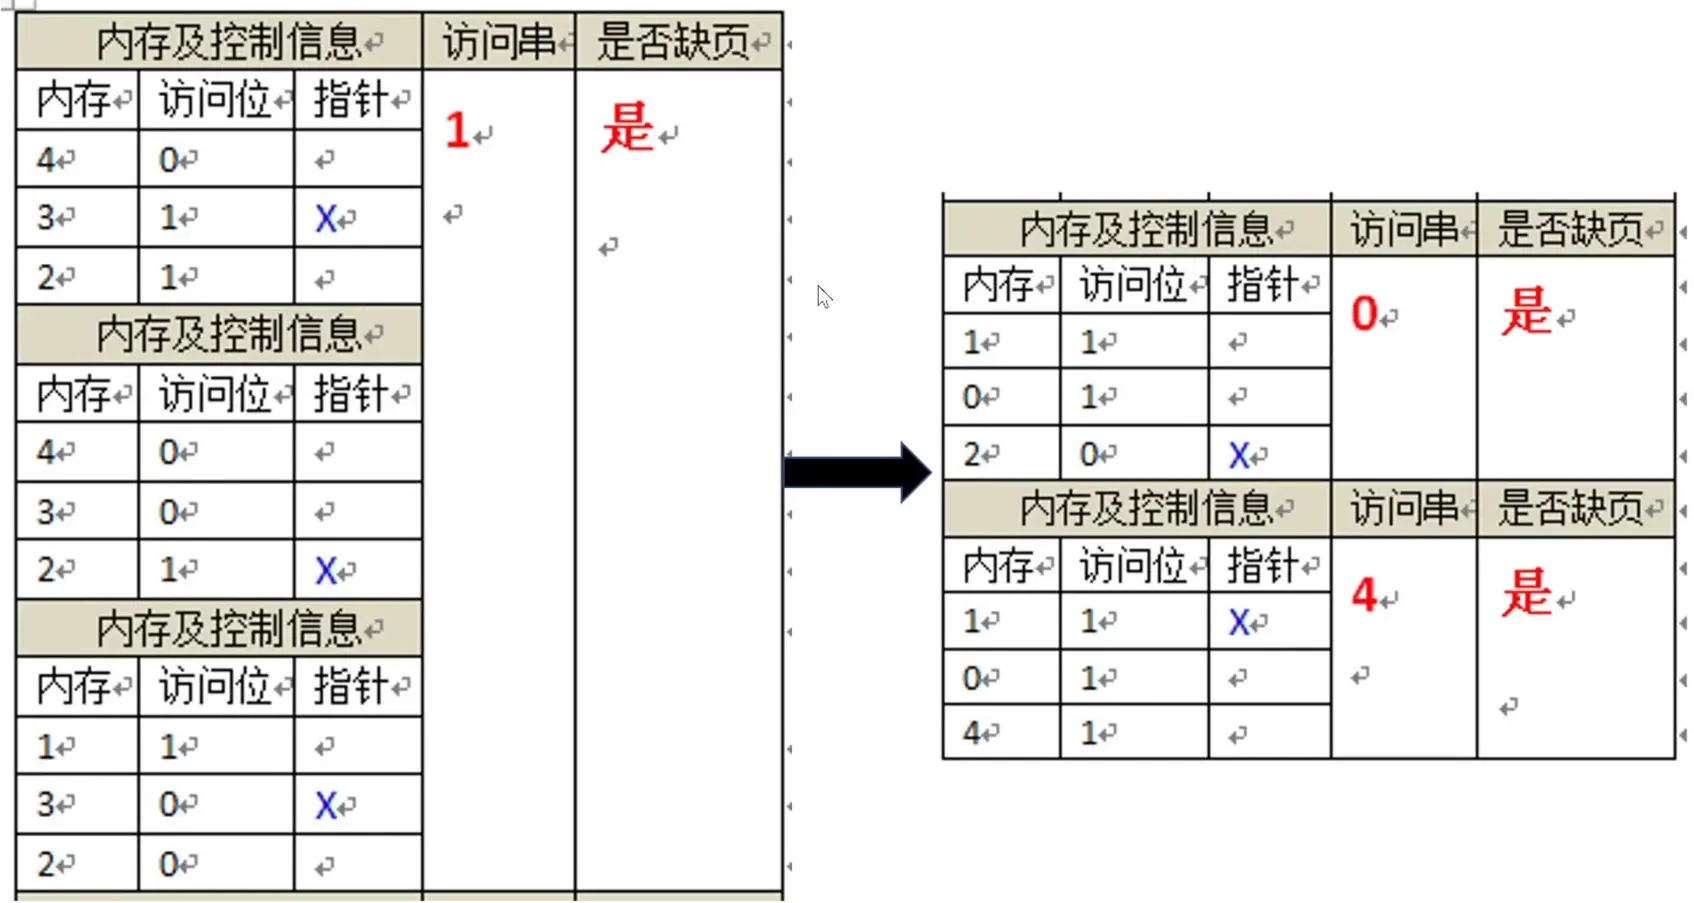 内存及控制信息 访问串 是否缺页
内存 访问位 指针 1 是
4 0
3 1 X
2 1
内存及控制信息
内存 访问位 指针
4 0
3 0
2 1 X
内存及控制信息
内存 访问位 指针
1 1
3 0 X
2 0
内存及控制信息 访问串 是否缺页
内存 访问位 指针 0 是
1 1
0 1
2 0 X
内存及控制信息 访问串 是否缺页
内存 访问位 指针 4 是
1 1 X
0 1
4 1